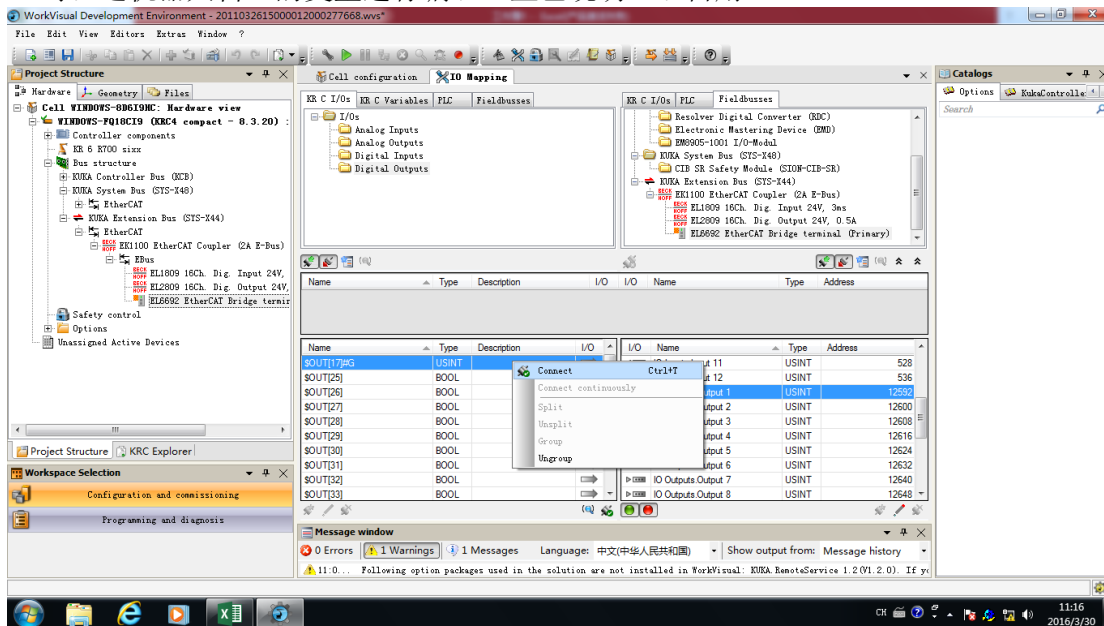 WorkVisual Development Environment - 2011032615000012000277668.wvs*
File Edit View Editors Extras Window ?
Project Structure
Hardware Geometry Files
Cell WINDOWS-8D6I9MC: Hardware view
WINDOWS-FQ18CI9 (KRC4 compact - 8.3.20) :
Controller components
KR 6 R700 sixx
Bus structure
KUKA Controller Bus (KCB)
KUKA System Bus (SYS-X48)
EtherCAT
KUKA Extension Bus (SYS-X44)
EtherCAT
EK1100 EtherCAT Coupler (2A E-Bus)
EBus
EL1809 16Ch. Dig. Input 24V,
EL2809 16Ch. Dig. Output 24V,
EL6692 EtherCAT Bridge termin
Safety control
Options
Unassigned Active Devices
Project Structure KRC Explorer
Workspace Selection
Configuration and commissioning
Programming and diagnosis
Cell configuration IO Mapping
KR C I/Os KR C Variables PLC Fieldbusses
I/Os
Analog Inputs
Analog Outputs
Digital Inputs
Digital Outputs
KR C I/Os PLC Fieldbusses
Resolver Digital Converter (RDC)
Electronic Mastering Device (EMD)
EM8905-1001 I/O-Modul
KUKA System Bus (SYS-X48)
CIB SR Safety Module (SION-CIB-SR)
KUKA Extension Bus (SYS-X44)
EK1100 EtherCAT Coupler (2A E-Bus)
EL1809 16Ch. Dig. Input 24V, 3ms
EL2809 16Ch. Dig. Output 24V, 0.5A
EL6692 EtherCAT Bridge terminal (Primary)
Name Type Description I/O I/O Name Type Address
Name Type Description I/O I/O Name Type Address
$OUT[17]#G USINT ut 11 USINT 528
$OUT[25] BOOL ut 12 USINT 536
$OUT[26] BOOL utput 1 USINT 12592
$OUT[27] BOOL utput 2 USINT 12600
$OUT[28] BOOL utput 3 USINT 12608
$OUT[29] BOOL utput 4 USINT 12616
$OUT[30] BOOL utput 5 USINT 12624
$OUT[31] BOOL utput 6 USINT 12632
$OUT[32] BOOL IO Outputs.Output 7 USINT 12640
$OUT[33] BOOL IO Outputs.Output 8 USINT 12648
Connect Ctrl+T
Connect continuously
Split
Unsplit
Group
Ungroup
Message window
0 Errors 1 Warnings 1 Messages Language: 中文(中华人民共和国) Show output from: Message history
11:0... Following option packages used in the solution are not installed in WorkVisual: KUKA.RemoteService 1.2 (V1.2.0). If yo
Catalogs
Options KukaControlle
Search
CH
11:16
2016/3/30